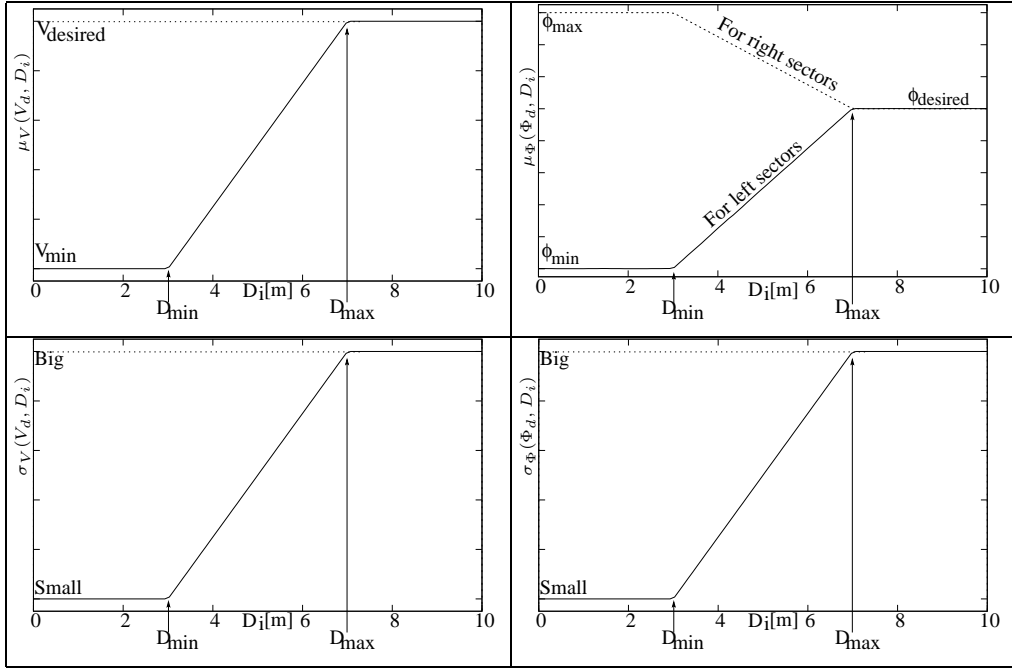 V_desired
μ_V(V_d, D_i)
V_min
0 2 4 6 8 10
D_i[m]
D_min D_max
ϕ_max
For right sectors
ϕ_desired
μ_Φ(Φ_d, D_i)
For left sectors
ϕ_min
0 2 4 6 8 10
D_i[m]
D_min D_max
Big
σ_V(V_d, D_i)
Small
0 2 4 6 8 10
D_i[m]
D_min D_max
Big
σ_Φ(Φ_d, D_i)
Small
0 2 4 6 8 10
D_i[m]
D_min D_max